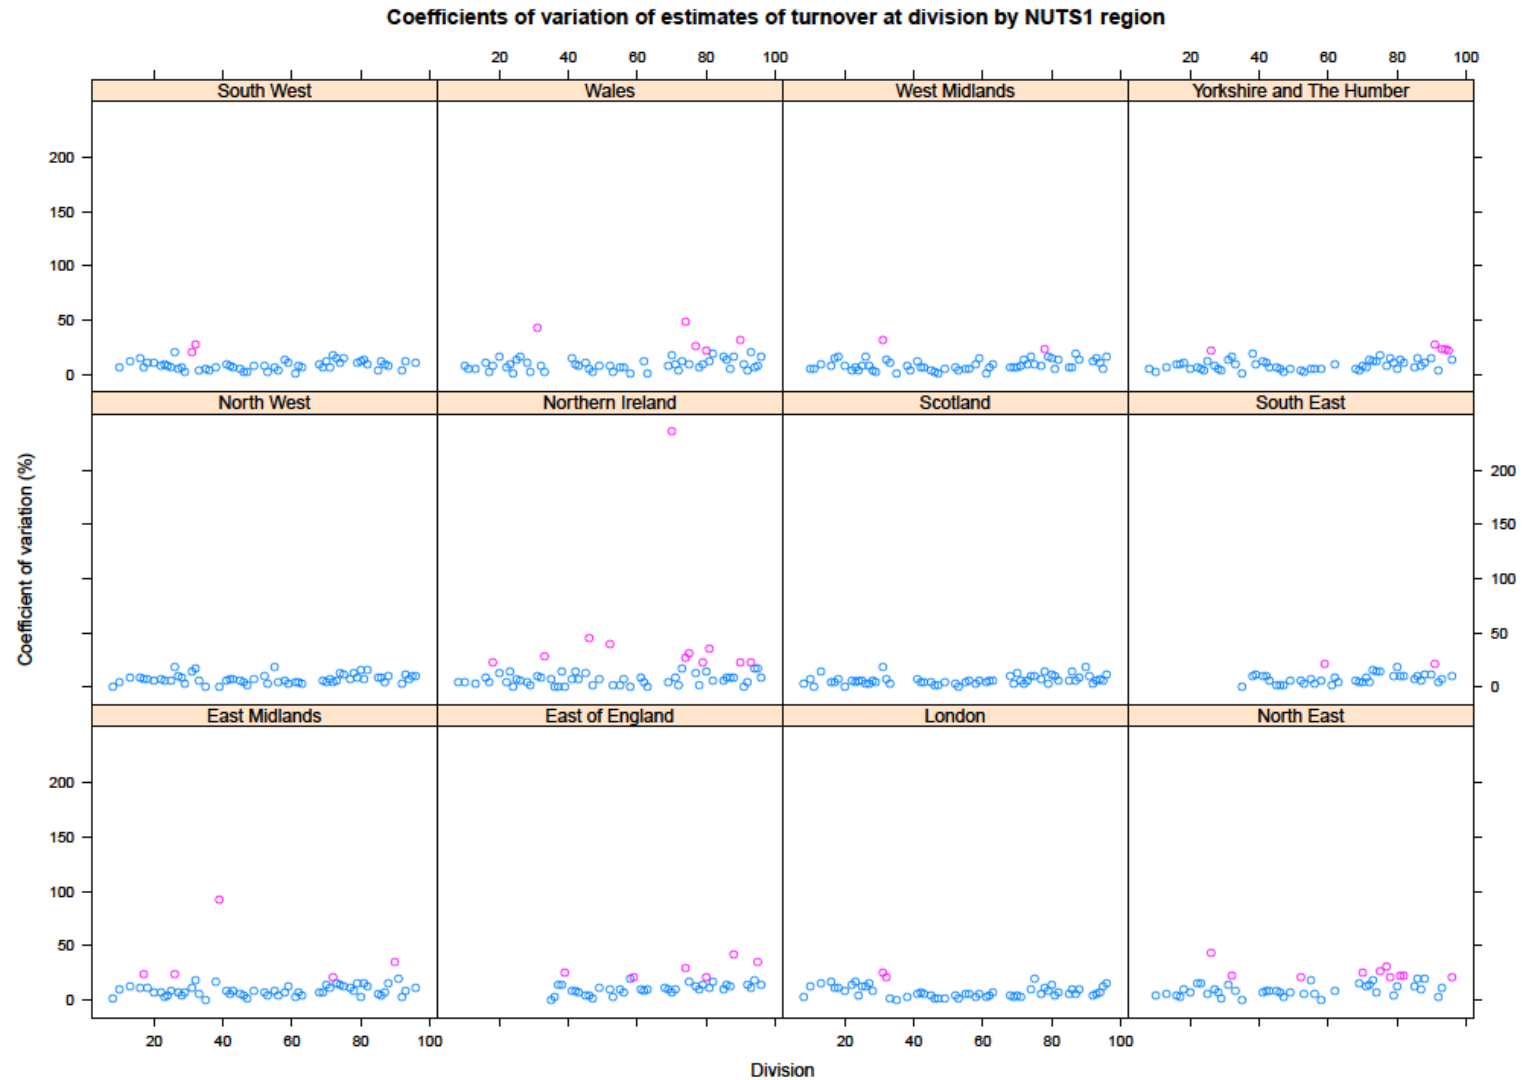 Coefficients of variation of estimates of turnover at division by NUTS1 region
20 40 60 80 100 20 40 60 80 100
South West Wales West Midlands Yorkshire and The Humber
200
150
100
50
0
North West Northern Ireland Scotland South East
200
150
100
50
0
Coefficient of variation (%)
East Midlands East of England London North East
200
150
100
50
0
20 40 60 80 100 20 40 60 80 100
Division